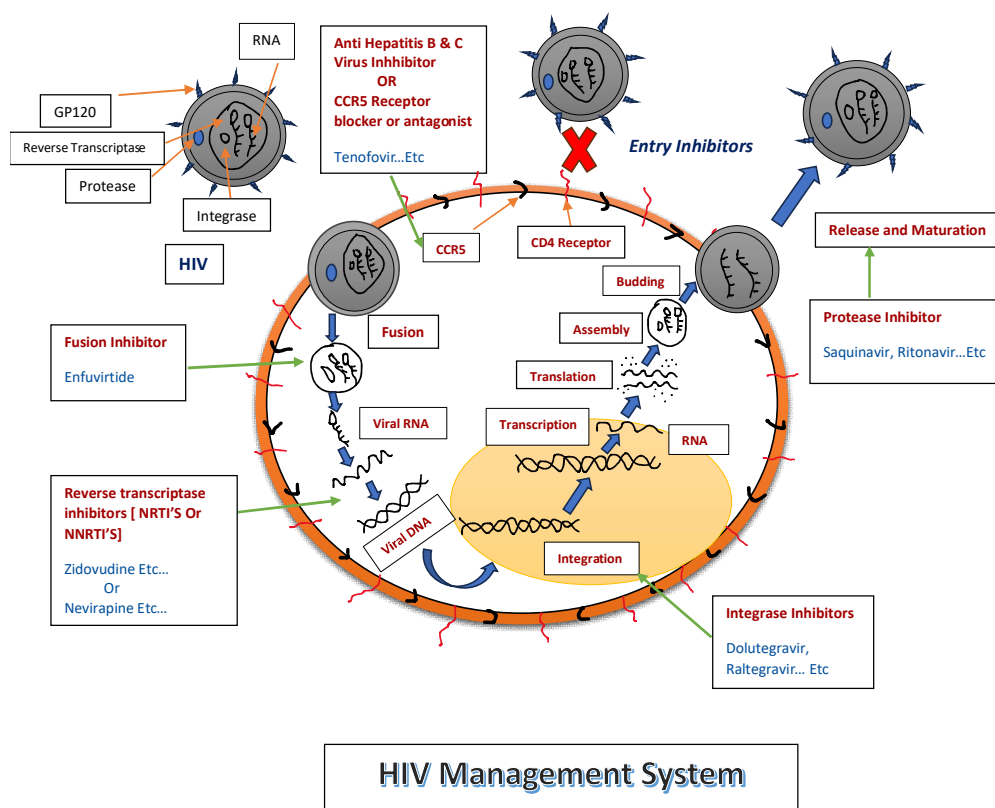 RNA
GP120
Reverse Transcriptase
Protease
Integrase
HIV
Anti Hepatitis B & C
Virus Inhhibitor
OR
CCR5 Receptor
blocker or antagonist
Tenofovir...Etc
Entry Inhibitors
CCR5
CD4 Receptor
Release and Maturation
Protease Inhibitor
Saquinavir, Ritonavir...Etc
Budding
Assembly
Translation
Transcription
RNA
Fusion
Fusion Inhibitor
Enfuvirtide
Viral RNA
Reverse transcriptase
inhibitors [ NRTI’S Or
NNRTI’S]
Zidovudine Etc...
Or
Nevirapine Etc...
Viral DNA
Integration
Integrase Inhibitors
Dolutegravir,
Raltegravir... Etc
HIV Management System